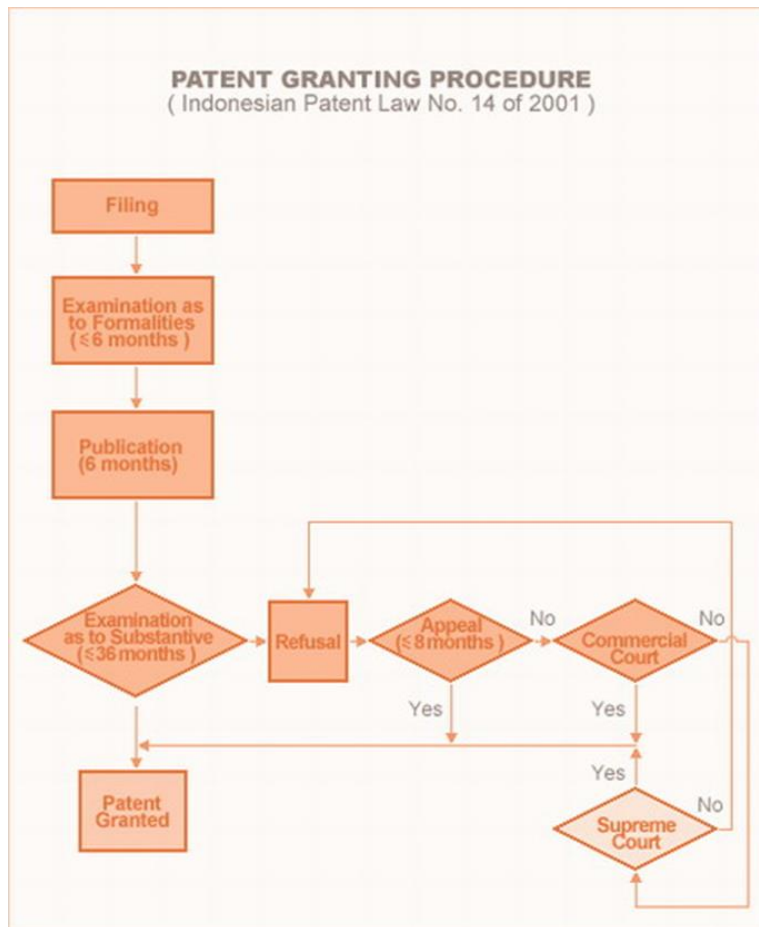 PATENT GRANTING PROCEDURE
( Indonesian Patent Law No. 14 of 2001 )
Filing
Examination as
to Formalities
(≤6 months )
Publication
(6 months)
Examination
as to Substantive
(≤36 months )
Refusal
Appeal
(≤8 months )
No
Commercial
Court
No
Yes
Yes
Yes
Patent
Granted
Supreme
Court
No